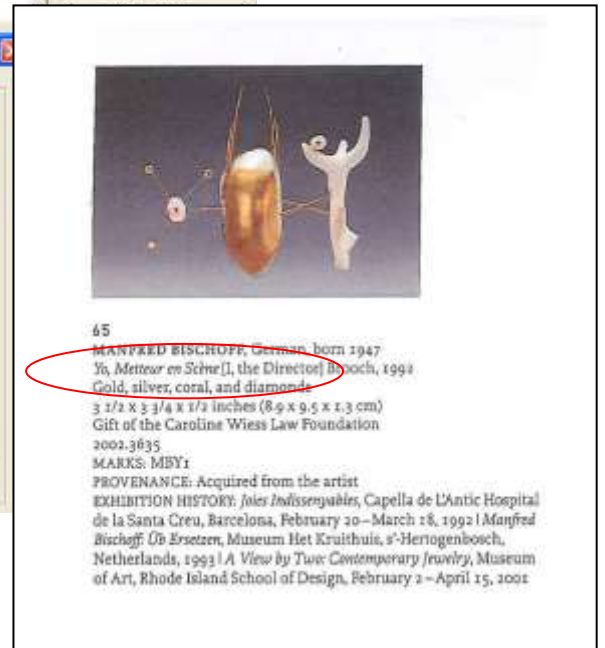 65
MANFRED BISCHOFF, German, born 1947
Yo, Metteur en Scène [I, the Director] Brooch, 1992
Gold, silver, coral, and diamonds
3 1/2 x 3 3/4 x 1/2 inches (8.9 x 9.5 x 1.3 cm)
Gift of the Caroline Wiess Law Foundation
2002.3635
MARKS: MBY1
PROVENANCE: Acquired from the artist
EXHIBITION HISTORY: Joies Indissenyables, Capella de L'Antic Hospital
de la Santa Creu, Barcelona, February 20–March 18, 1992 | Manfred
Bischoff: Üb Ersetzen, Museum Het Kruithuis, s'-Hertogenbosch,
Netherlands, 1993 | A View by Two: Contemporary Jewelry, Museum
of Art, Rhode Island School of Design, February 2–April 15, 2001